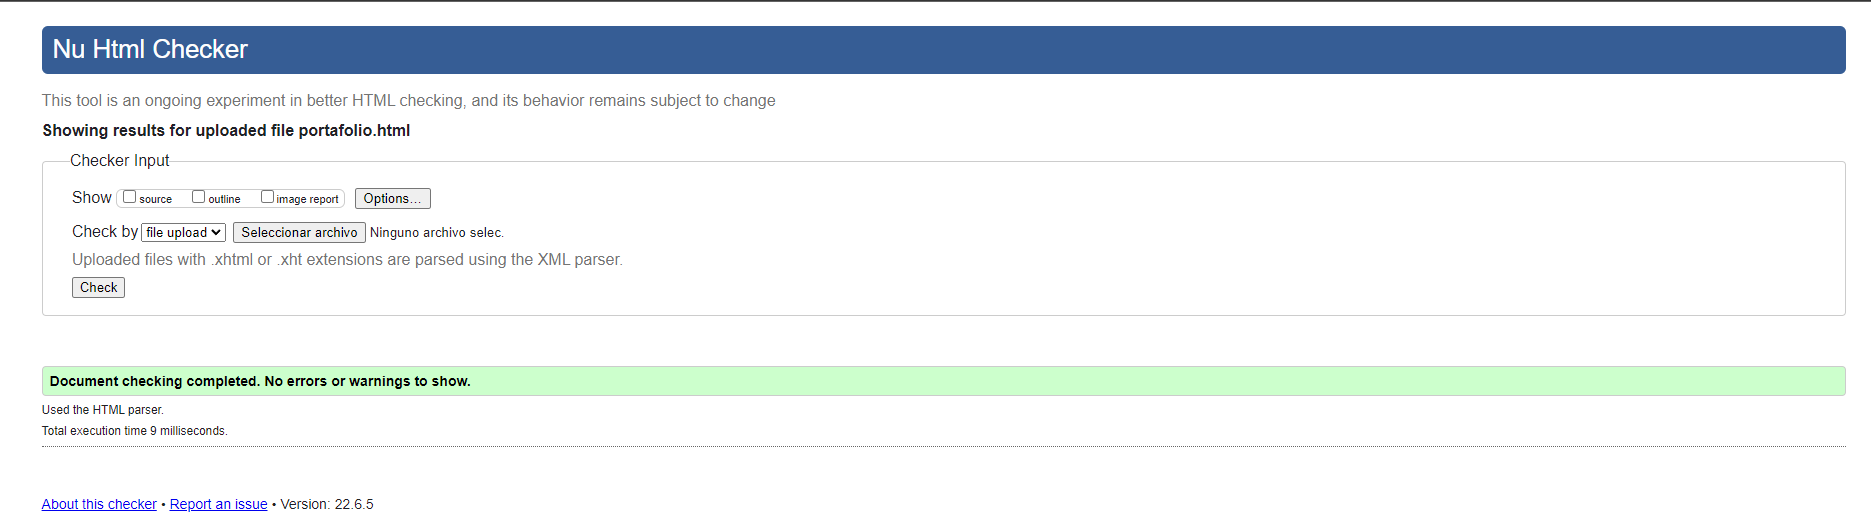 Nu Html Checker
This tool is an ongoing experiment in better HTML checking, and its behavior remains subject to change
Showing results for uploaded file portafolio.html
Checker Input
Show source outline image report Options...
Check by file upload Seleccionar archivo Ninguno archivo selec.
Uploaded files with .xhtml or .xht extensions are parsed using the XML parser.
Check
Document checking completed. No errors or warnings to show.
Used the HTML parser.
Total execution time 9 milliseconds.
About this checker • Report an issue • Version: 22.6.5